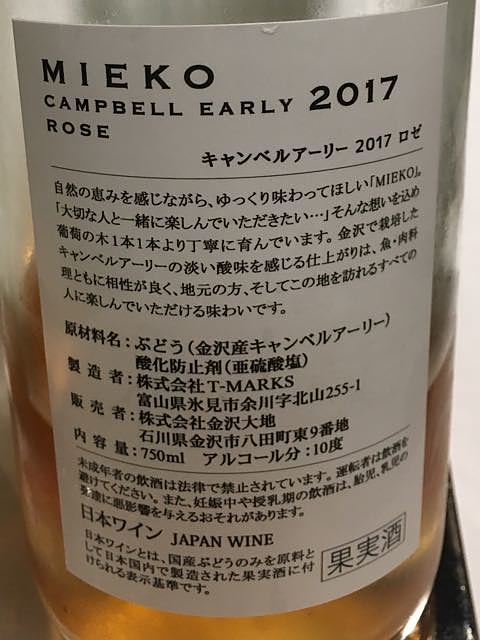 MIEKO
CAMPBELL EARLY 2017
ROSE
キャンベルアーリー 2017 ロゼ
自然の恵みを感じながら、ゆっくり味わってほしい「MIEKO」。
「大切な人と一緒に楽しんでいただきたい…」そんな想いを込め
葡萄の木1本1本より丁寧に育んでいます。金沢で栽培した
キャンベルアーリーの淡い酸味を感じる仕上がりは、魚・肉料
理ともに相性が良く、地元の方、そしてこの地を訪れるすべての
人に楽しんでいただける味わいです。
原材料名：ぶどう（金沢産キャンベルアーリー）
酸化防止剤（亜硫酸塩）
製造者：株式会社T-MARKS
富山県氷見市余川字北山255-1
販売者：株式会社金沢大地
石川県金沢市八田町東9番地
内容量：750ml アルコール分：10度
未成年者の飲酒は法律で禁止されています。運転者は飲酒を
避けてください。また、妊娠中や授乳期の飲酒は、胎児、乳児の
発達に悪影響を与えるおそれがあります。
日本ワイン JAPAN WINE
日本ワインとは、国産ぶどうのみを原料と
して日本国内で製造された果実酒に付
けられる表示基準です。
果実酒